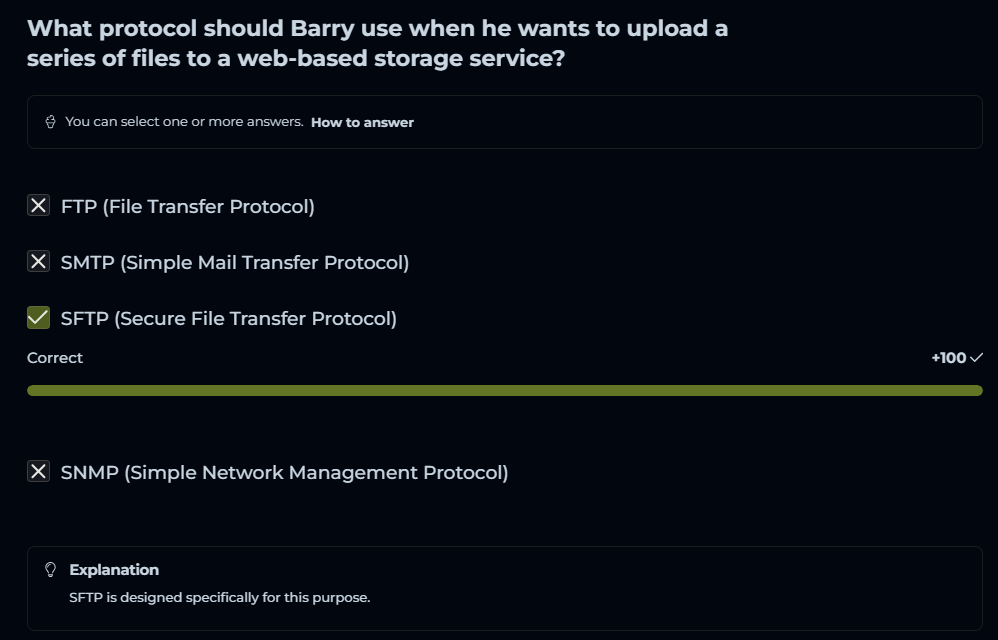 What protocol should Barry use when he wants to upload a
series of files to a web-based storage service?
You can select one or more answers. How to answer
FTP (File Transfer Protocol)
SMTP (Simple Mail Transfer Protocol)
SFTP (Secure File Transfer Protocol)
Correct +100
SNMP (Simple Network Management Protocol)
Explanation
SFTP is designed specifically for this purpose.